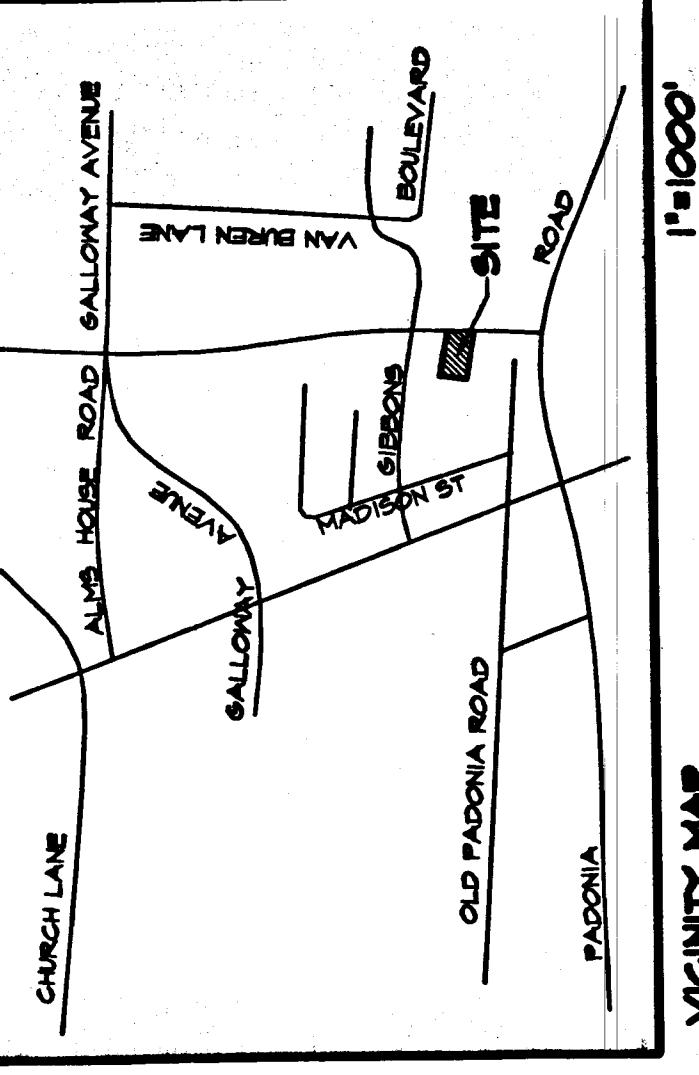 CHURCH LANE
ALMS HOUSE ROAD
GALLOWAY AVENUE
GALLOWAY
AVENUE
VAN BUREN LANE
BOULEVARD
GIBBONS
MADISON ST
SITE
OLD PADONIA ROAD
PADONIA
ROAD
VICINITY MAP
1"=1000'